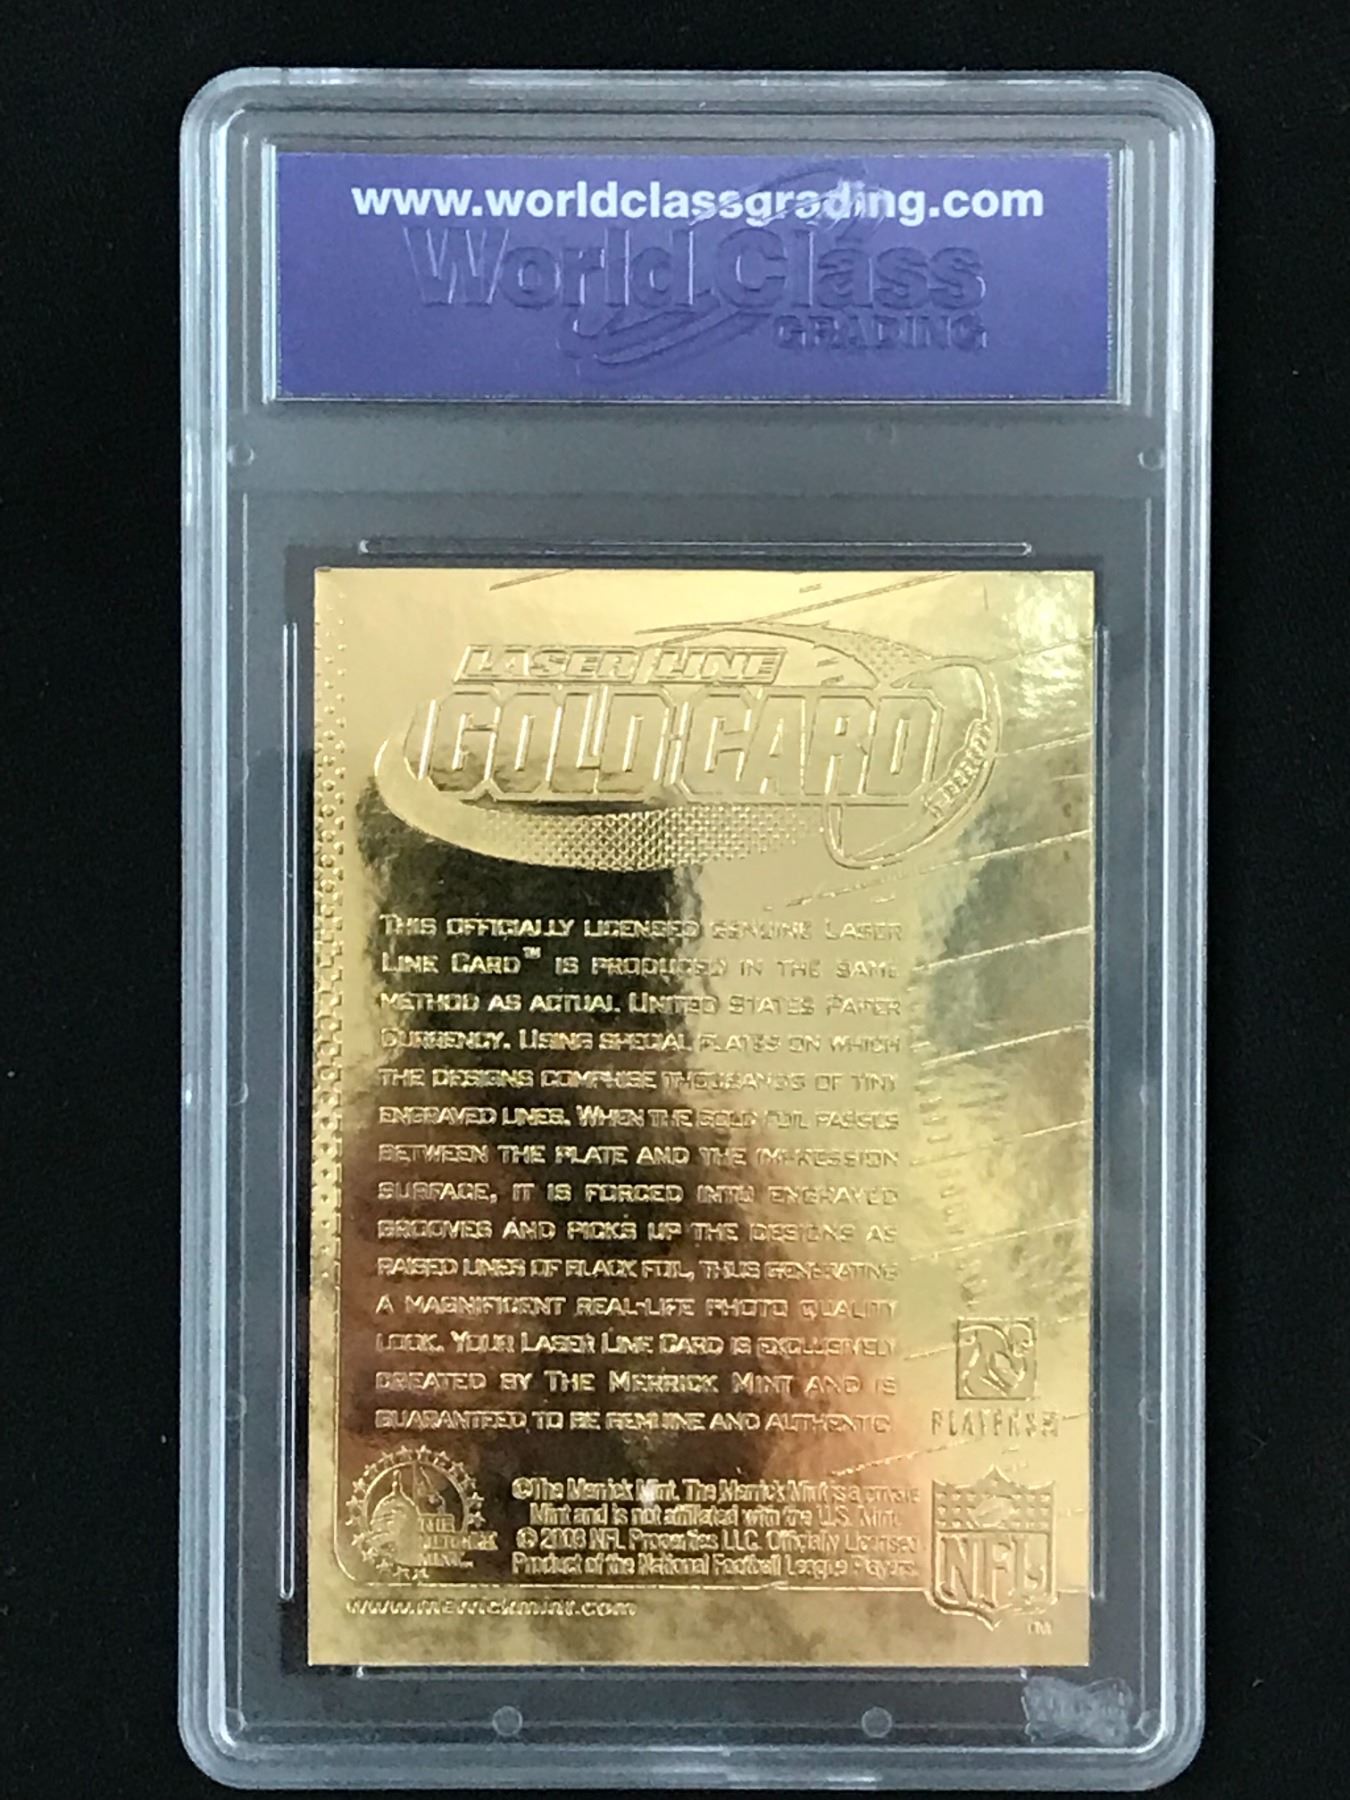 www.worldclassgrading.com
World Class
GRADING
LASER LINE
GOLD CARD
THIS OFFICIALLY LICENSED GENUINE LASER
LINE CARD™ IS PRODUCED IN THE SAME
METHOD AS ACTUAL UNITED STATES PAPER
CURRENCY. USING SPECIAL PLATES ON WHICH
THE DESIGNS COMPRISE THOUSANDS OF TINY
ENGRAVED LINES. WHEN THE GOLD FOIL PASSES
BETWEEN THE PLATE AND THE IMPRESSION
SURFACE, IT IS FORCED INTO ENGRAVED
GROOVES AND PICKS UP THE DESIGNS AS
RAISED LINES OF BLACK FOIL, THUS GENERATING
A MAGNIFICENT REAL-LIFE PHOTO QUALITY
LOOK. YOUR LASER LINE CARD IS EXCLUSIVELY
CREATED BY THE MERRICK MINT AND IS
GUARANTEED TO BE GENUINE AND AUTHENTIC
PLAYERS
THE
MERRICK
MINT
©The Merrick Mint. The Merrick Mint is a private
Mint and is not affiliated with the U.S. Mint.
© 2008 NFL Properties LLC. Officially Licensed
Product of the National Football League Players.
NFL
www.merrickmint.com
TM